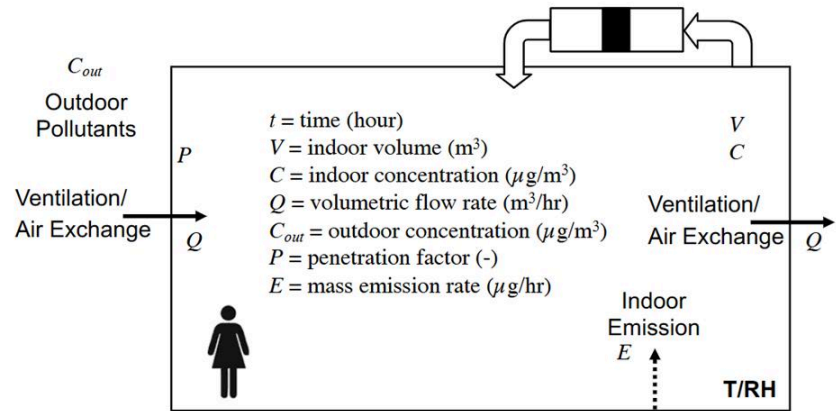 C_out
Outdoor
Pollutants
P
Ventilation/
Air Exchange
Q
t = time (hour)
V = indoor volume (m³)
C = indoor concentration (µg/m³)
Q = volumetric flow rate (m³/hr)
C_out = outdoor concentration (µg/m³)
P = penetration factor (-)
E = mass emission rate (µg/hr)
V
C
Ventilation/
Air Exchange
Q
Indoor
Emission
E
T/RH